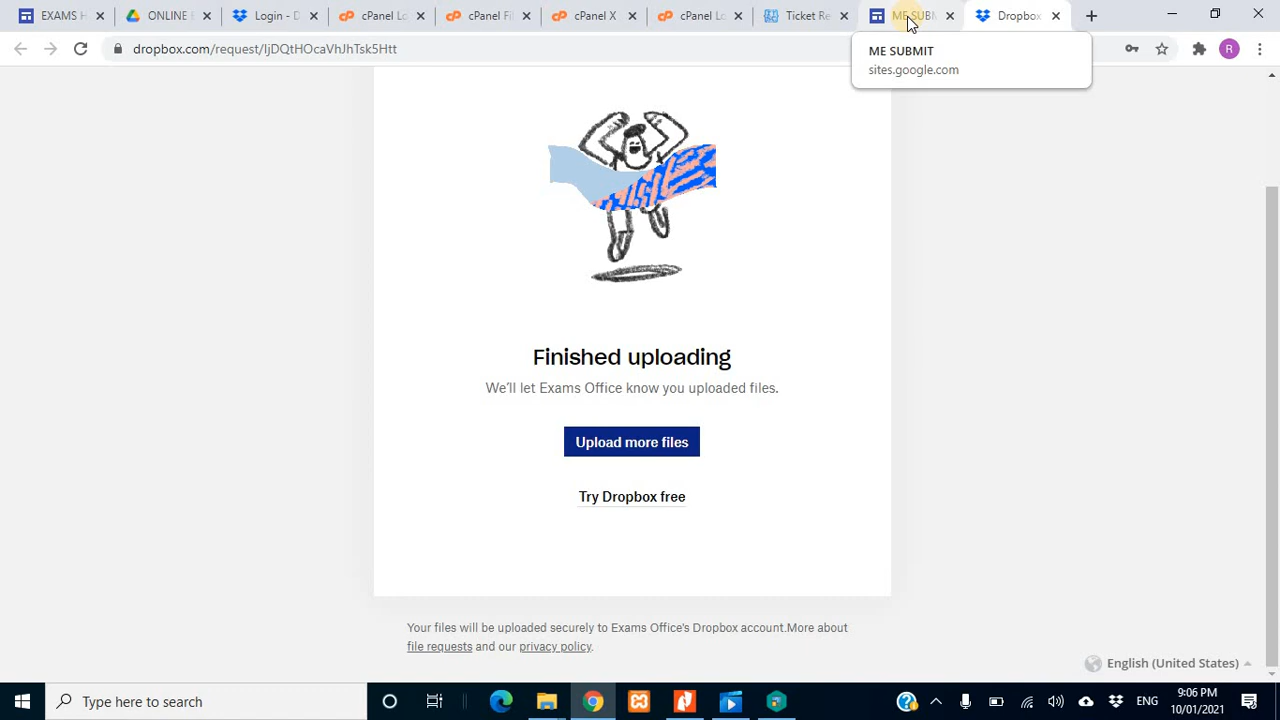 EXAMS H
ONLINE
Login - D
cPanel Lo
cPanel Fil
cPanel X
cPanel Lo
Ticket Re
ME SUBM
Dropbox
dropbox.com/request/IjDQtHOcaVhJhTsk5Htt
R
ME SUBMIT
sites.google.com
Finished uploading
We'll let Exams Office know you uploaded files.
Upload more files
Try Dropbox free
Your files will be uploaded securely to Exams Office's Dropbox account.More about
file requests and our privacy policy.
English (United States)
Type here to search
ENG
9:06 PM
10/01/2021